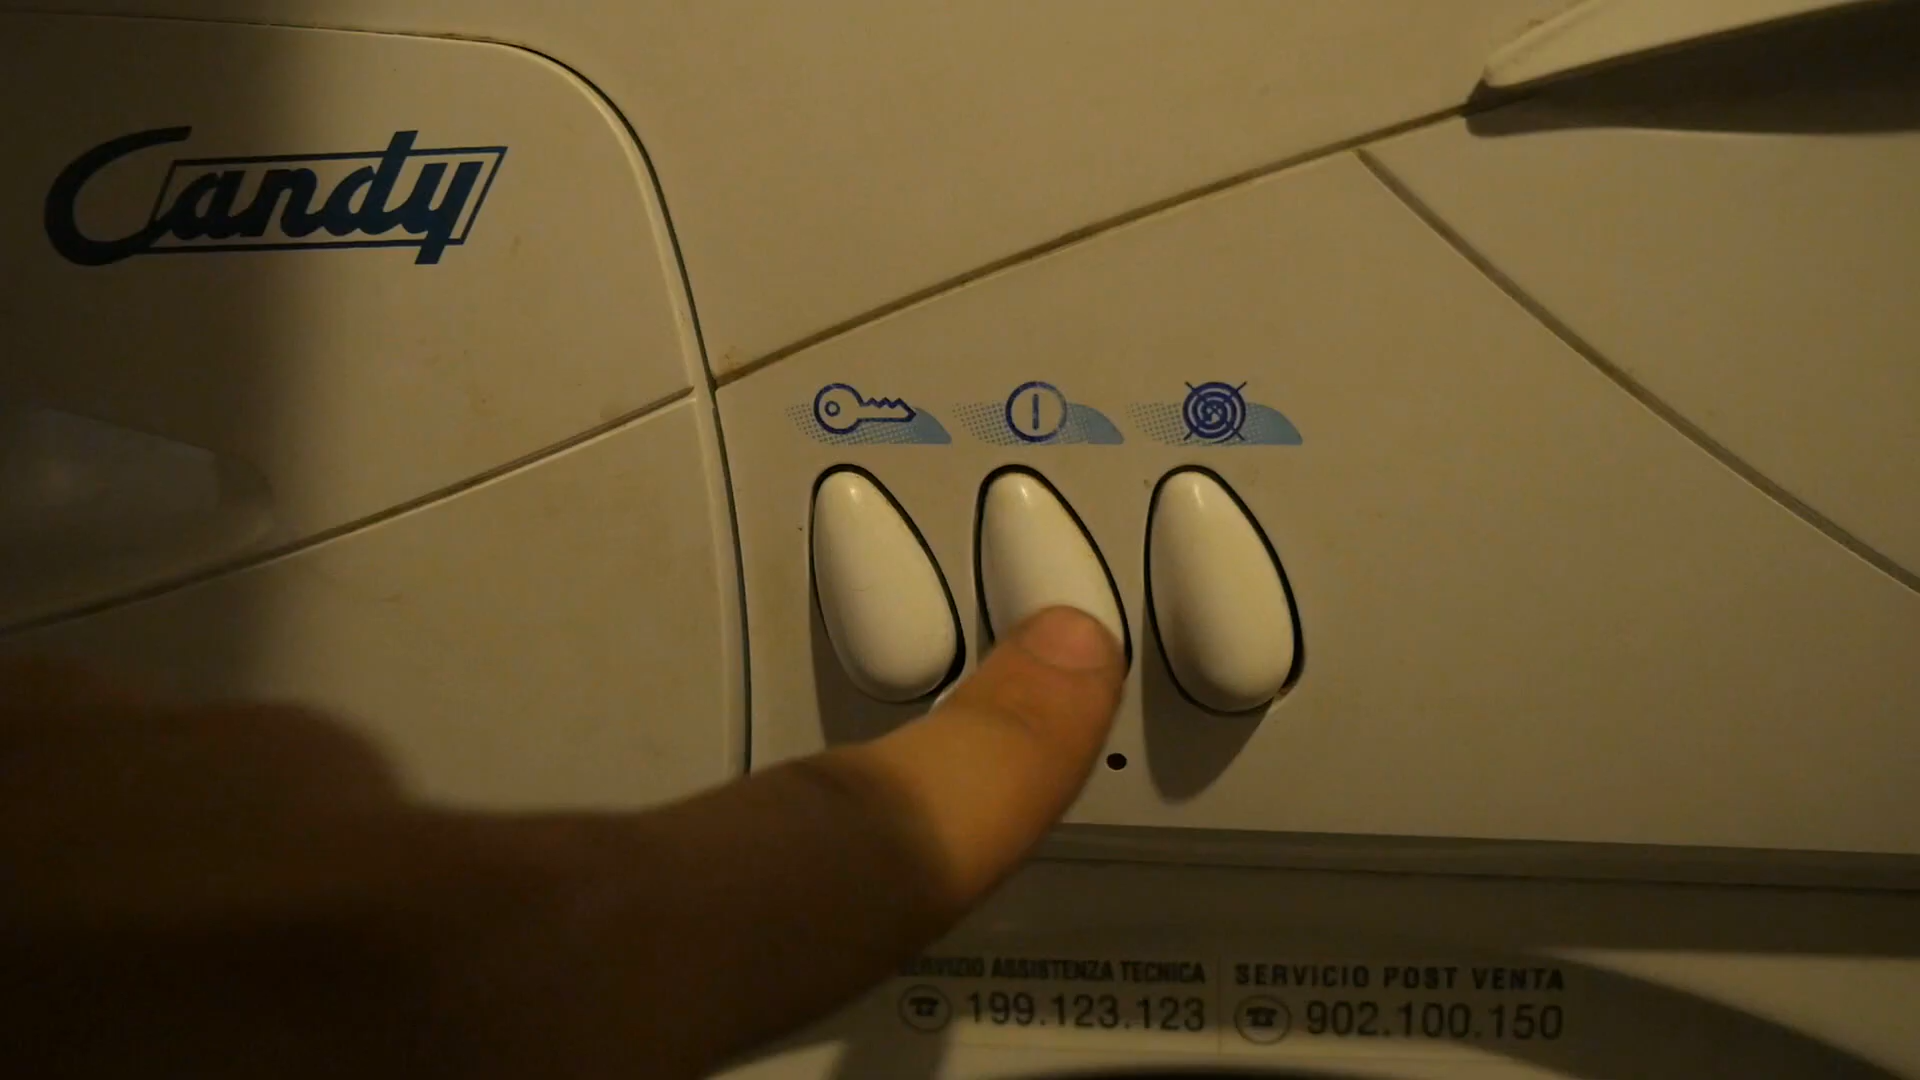 Candy
SERVIZIO ASSISTENZA TECNICA
199.123.123
SERVICIO POST VENTA
902.100.150